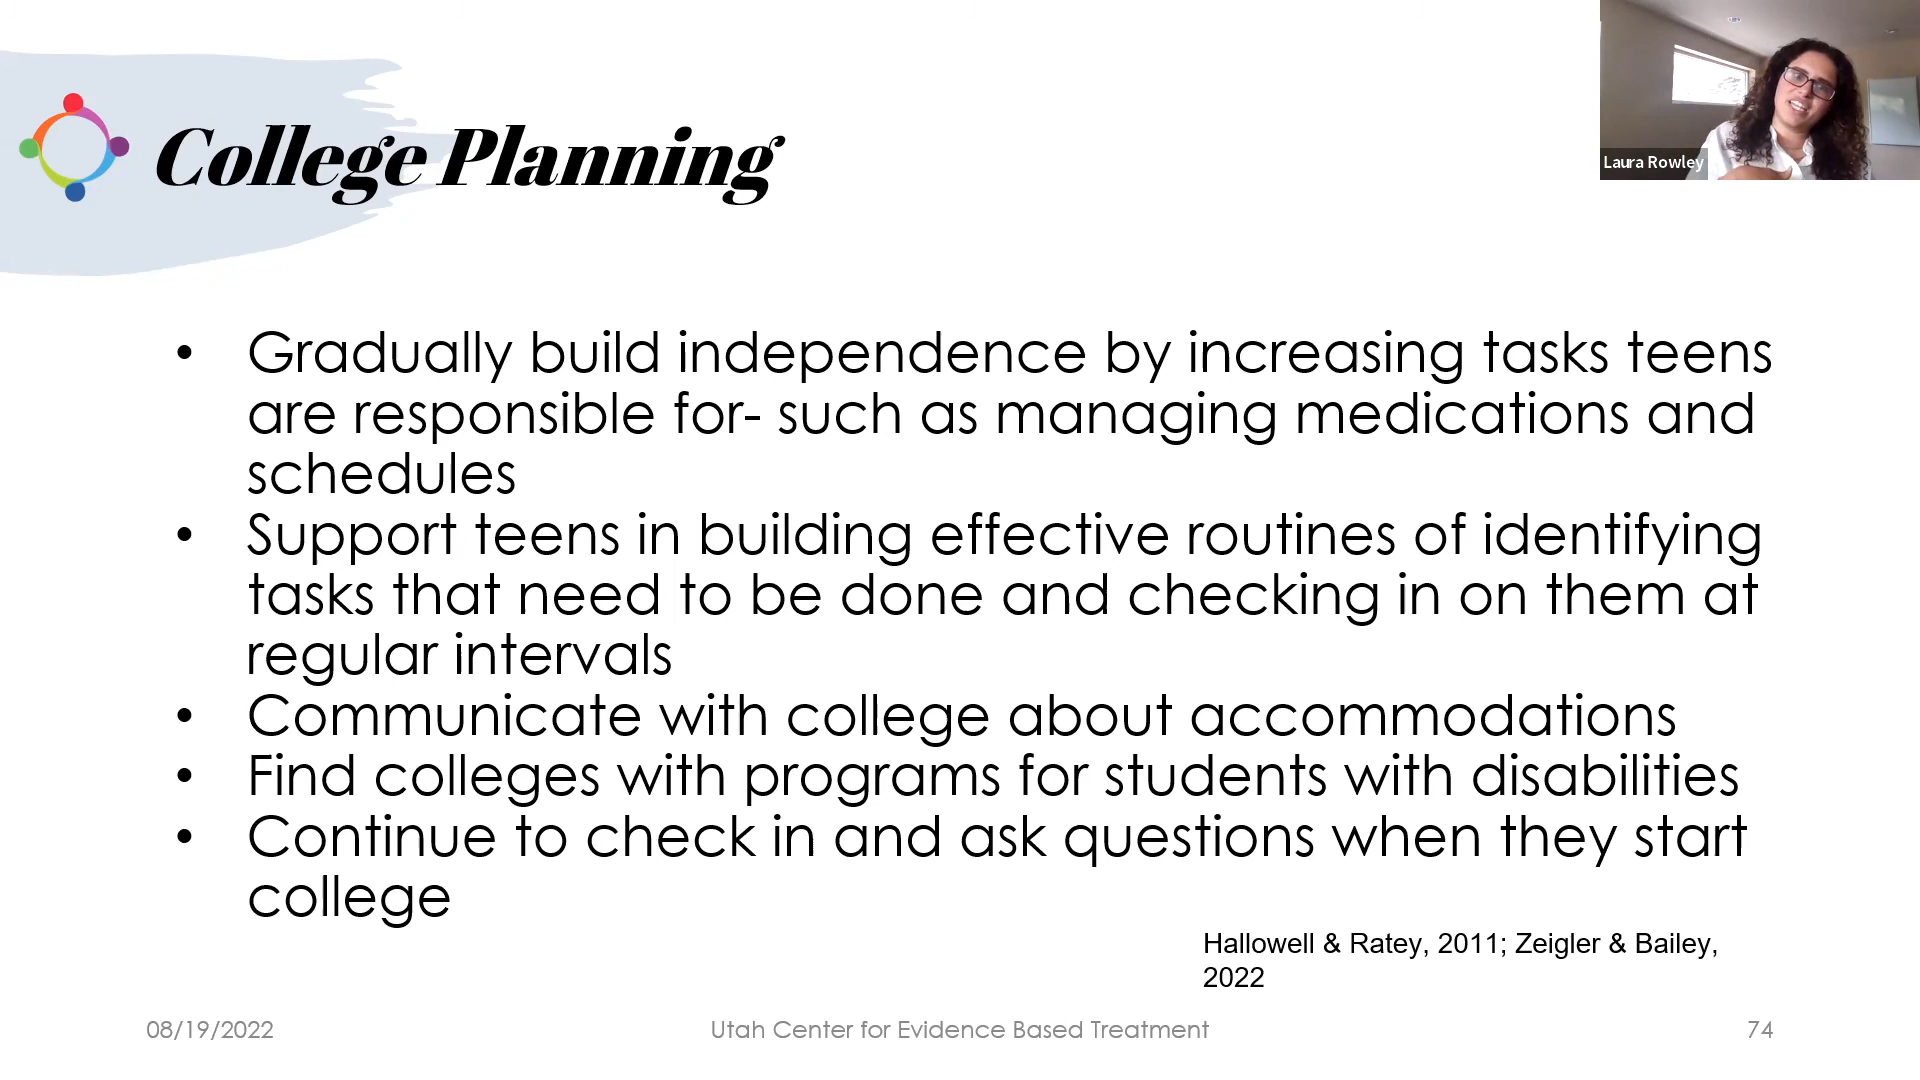 College Planning
Laura Rowley
• Gradually build independence by increasing tasks teens
are responsible for- such as managing medications and
schedules
• Support teens in building effective routines of identifying
tasks that need to be done and checking in on them at
regular intervals
• Communicate with college about accommodations
• Find colleges with programs for students with disabilities
• Continue to check in and ask questions when they start
college
Hallowell & Ratey, 2011; Zeigler & Bailey,
2022
08/19/2022
Utah Center for Evidence Based Treatment
74